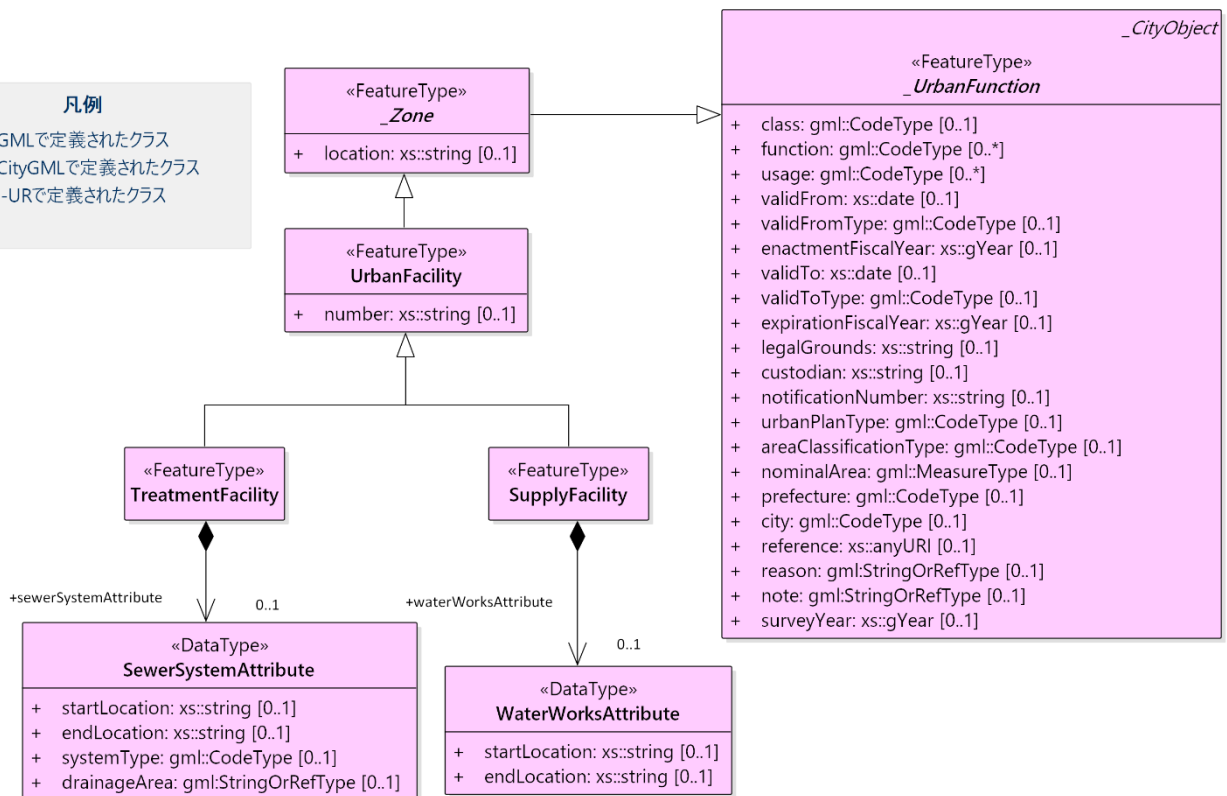 凡例
GMLで定義されたクラス
CityGMLで定義されたクラス
-URで定義されたクラス
«FeatureType»
_Zone
+ location: xs::string [0..1]
«FeatureType»
UrbanFacility
+ number: xs::string [0..1]
«FeatureType»
TreatmentFacility
«FeatureType»
SupplyFacility
+sewerSystemAttribute
0..1
+waterWorksAttribute
0..1
«DataType»
SewerSystemAttribute
+ startLocation: xs::string [0..1]
+ endLocation: xs::string [0..1]
+ systemType: gml::CodeType [0..1]
+ drainageArea: gml:StringOrRefType [0..1]
«DataType»
WaterWorksAttribute
+ startLocation: xs::string [0..1]
+ endLocation: xs::string [0..1]
_CityObject
«FeatureType»
_UrbanFunction
+ class: gml::CodeType [0..1]
+ function: gml::CodeType [0..*]
+ usage: gml::CodeType [0..*]
+ validFrom: xs::date [0..1]
+ validFromType: gml::CodeType [0..1]
+ enactmentFiscalYear: xs::gYear [0..1]
+ validTo: xs::date [0..1]
+ validToType: gml::CodeType [0..1]
+ expirationFiscalYear: xs::gYear [0..1]
+ legalGrounds: xs::string [0..1]
+ custodian: xs::string [0..1]
+ notificationNumber: xs::string [0..1]
+ urbanPlanType: gml::CodeType [0..1]
+ areaClassificationType: gml::CodeType [0..1]
+ nominalArea: gml::MeasureType [0..1]
+ prefecture: gml::CodeType [0..1]
+ city: gml::CodeType [0..1]
+ reference: xs::anyURI [0..1]
+ reason: gml:StringOrRefType [0..1]
+ note: gml:StringOrRefType [0..1]
+ surveyYear: xs::gYear [0..1]